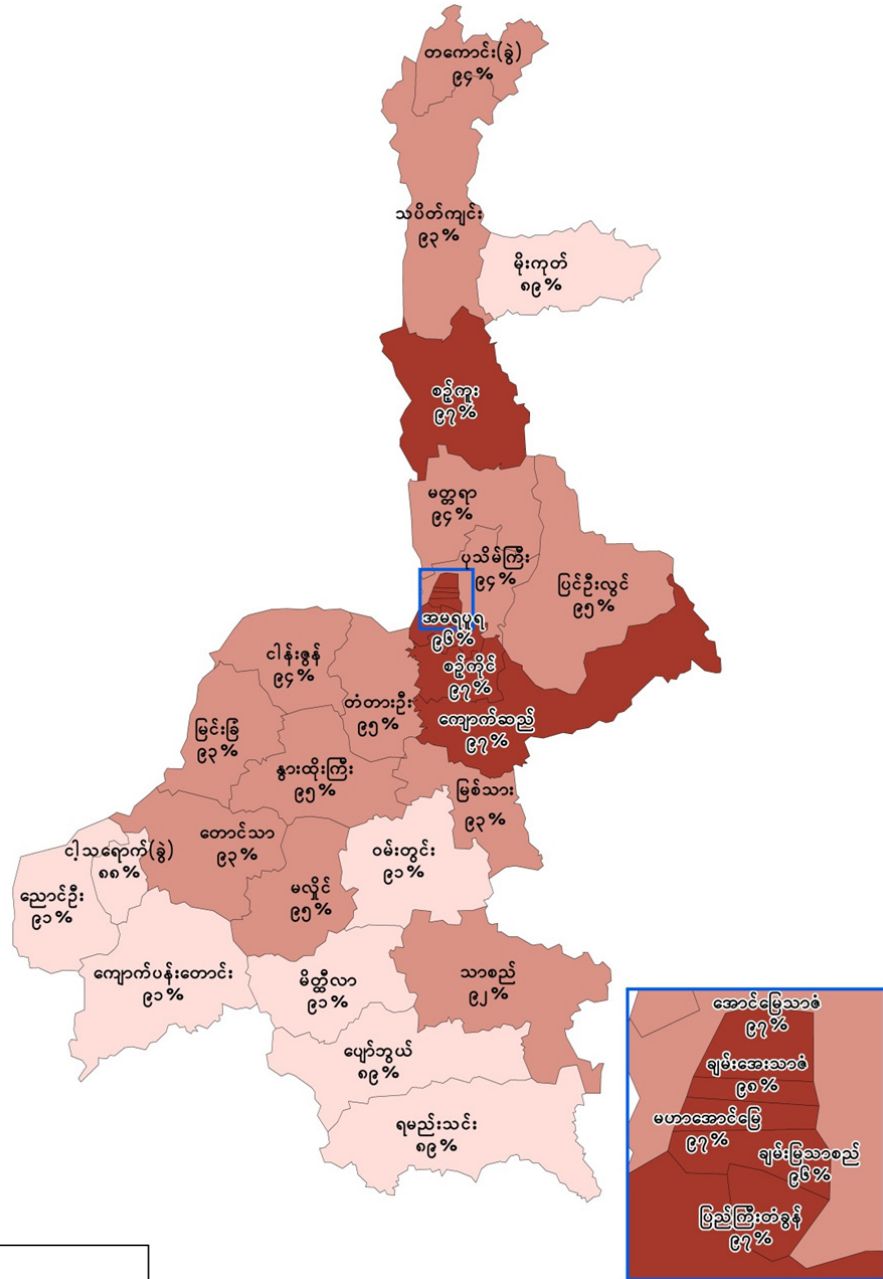 တကောင်း(ခွဲ)
၉၄%
သပိတ်ကျင်း
၉၃%
မိုးကုတ်
၈၉%
စဥ့်ကူး
၉၇%
မတ္တရာ
၉၄%
ပုသိမ်ကြီး
၉၄%
ပြင်ဦးလွင်
၉၅%
အမရပူရ
၉၆%
စဥ့်ကိုင်
၉၇%
ကျောက်ဆည်
၉၇%
ငါန်းဇွန်
၉၄%
တံတားဦး
၉၅%
မြင်းခြံ
၉၃%
နွားထိုးကြီး
၉၅%
မြစ်သား
၉၃%
တောင်သာ
၉၃%
ငါ့သရောက်(ခွဲ)
၈၈%
ဝမ်းတွင်း
၉၁%
ညောင်ဦး
၉၁%
မလှိုင်
၉၅%
ကျောက်ပန်းတောင်း
၉၁%
မိတ္ထီလာ
၉၁%
သာစည်
၉၂%
ပျော်ဘွယ်
၈၉%
ရမည်းသင်း
၈၉%
အောင်မြေသာဇံ
၉၇%
ချမ်းအေးသာဇံ
၉၈%
မဟာအောင်မြေ
၉၇%
ချမ်းမြသာစည်
၉၆%
ပြည်ကြီးတံခွန်
၉၇%